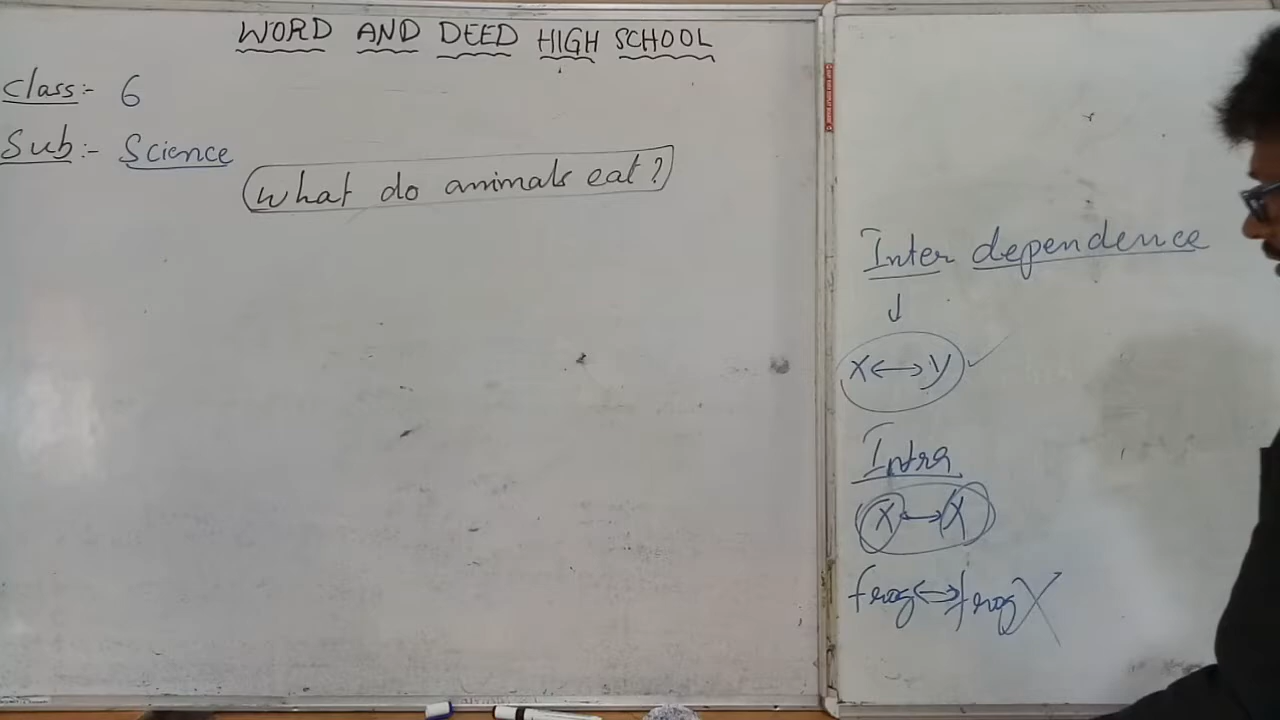 WORD AND DEED HIGH SCHOOL
Class:- 6
Sub:- Science
What do animals eat?
Inter dependence
↓
X ↔ y ✓
Intra
X ↔ X
frog ↔ frog X